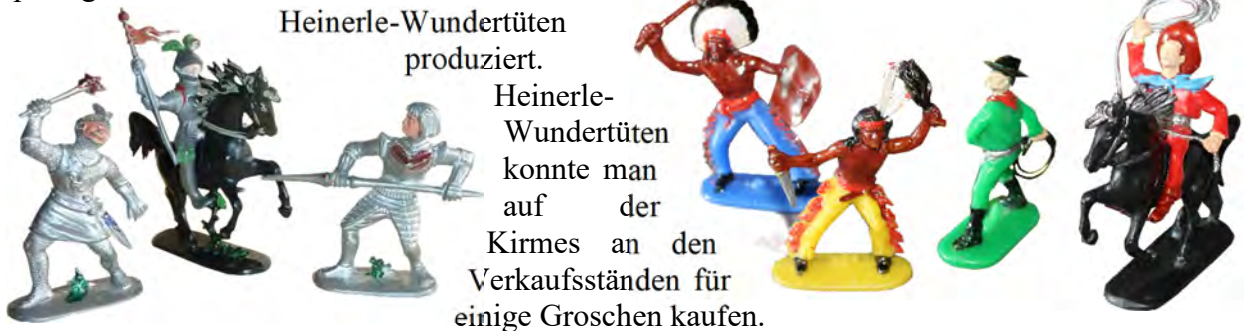 Heinerle-Wundertüten
produziert.
Heinerle-
Wundertüten
konnte man
auf der
Kirmes an den
Verkaufsständen für
einige Groschen kaufen.